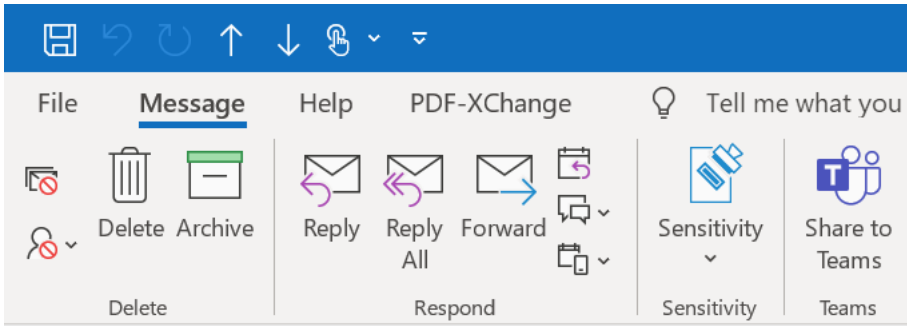 File Message Help PDF-XChange Tell me what you
Delete Archive Reply Reply All Forward Sensitivity Share to Teams
Delete Respond Sensitivity Teams